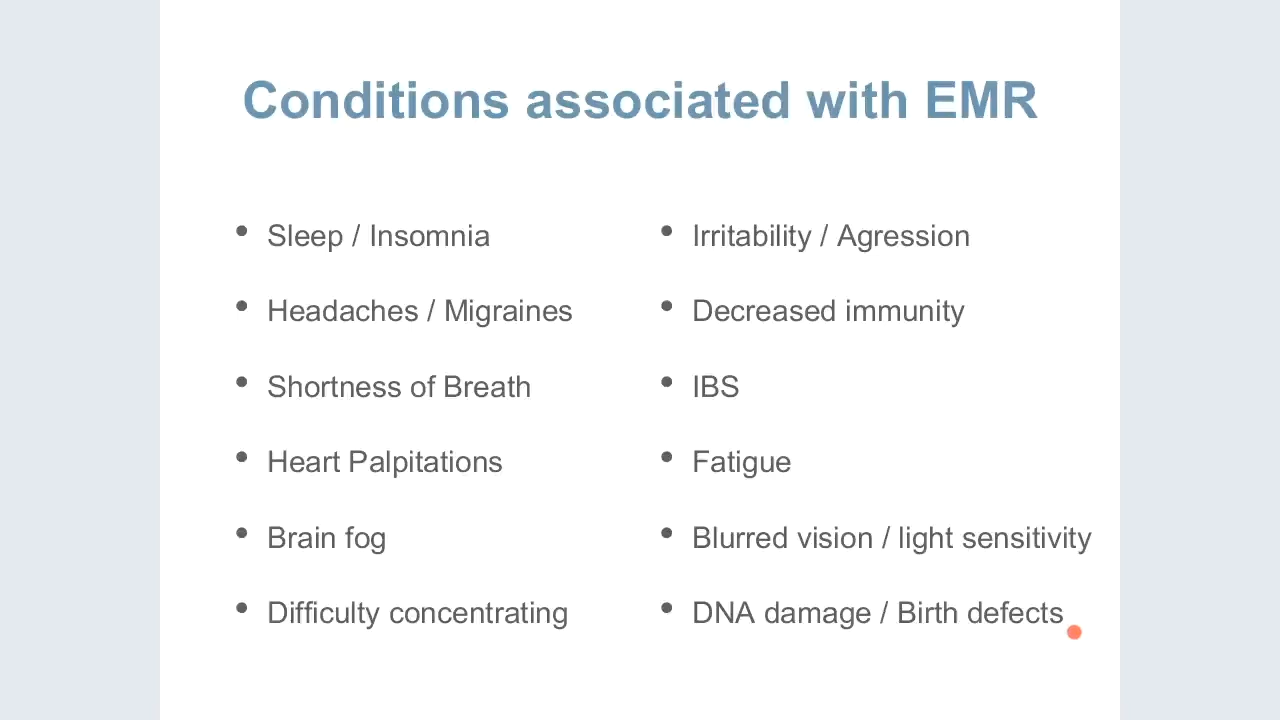 Conditions associated with EMR
• Sleep / Insomnia
• Headaches / Migraines
• Shortness of Breath
• Heart Palpitations
• Brain fog
• Difficulty concentrating
• Irritability / Agression
• Decreased immunity
• IBS
• Fatigue
• Blurred vision / light sensitivity
• DNA damage / Birth defects